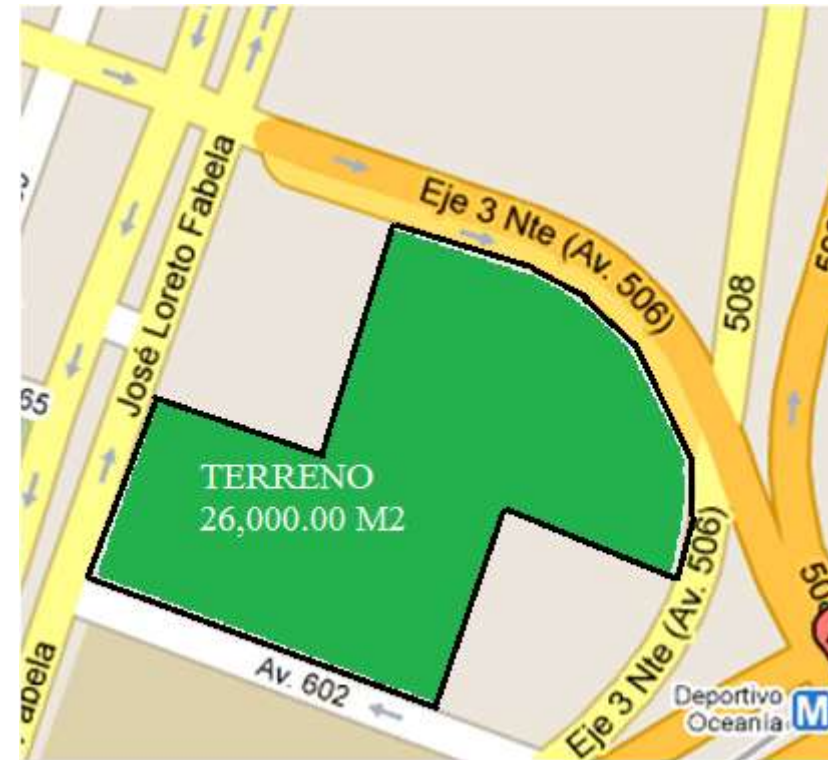 José Loreto Fabela
Eje 3 Nte (Av. 506)
508
65
TERRENO
26,000.00 M2
Eje 3 Nte (Av. 506)
Av. 602
abela
Deportivo
Oceanía
M